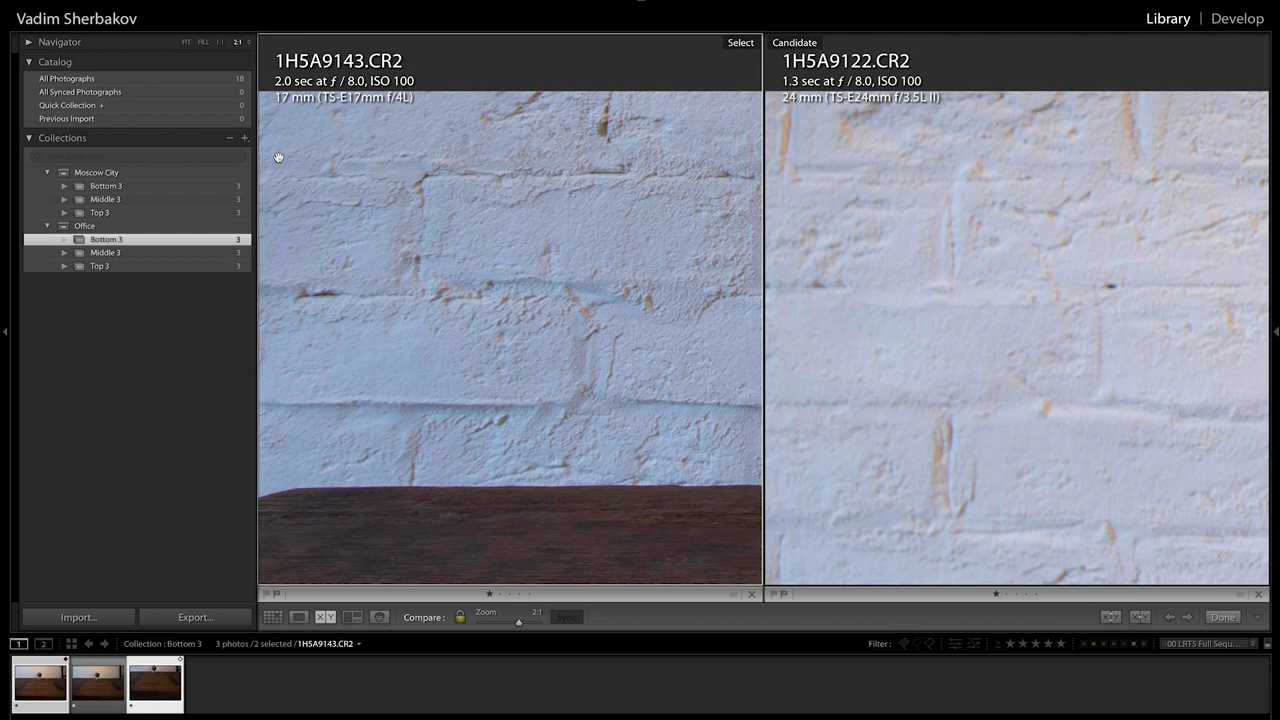 Vadim Sherbakov
Library | Develop
Navigator
FIT FILL 1:1 2:1
Catalog
All Photographs 18
All Synced Photographs 0
Quick Collection + 0
Previous Import 0
Collections
Moscow City
Bottom 3 3
Middle 3 3
Top 3 3
Office
Bottom 3 3
Middle 3 3
Top 3 3
Import...
Export...
Select
1H5A9143.CR2
2.0 sec at ƒ / 8.0, ISO 100
17 mm (TS-E17mm f/4L)
Candidate
1H5A9122.CR2
1.3 sec at ƒ / 8.0, ISO 100
24 mm (TS-E24mm f/3.5L II)
XY
Compare :
Zoom
2:1
Sync
Done
1 2
Collection : Bottom 3
3 photos / 2 selected / 1H5A9143.CR2
Filter :
00 LRT5 Full Sequ...